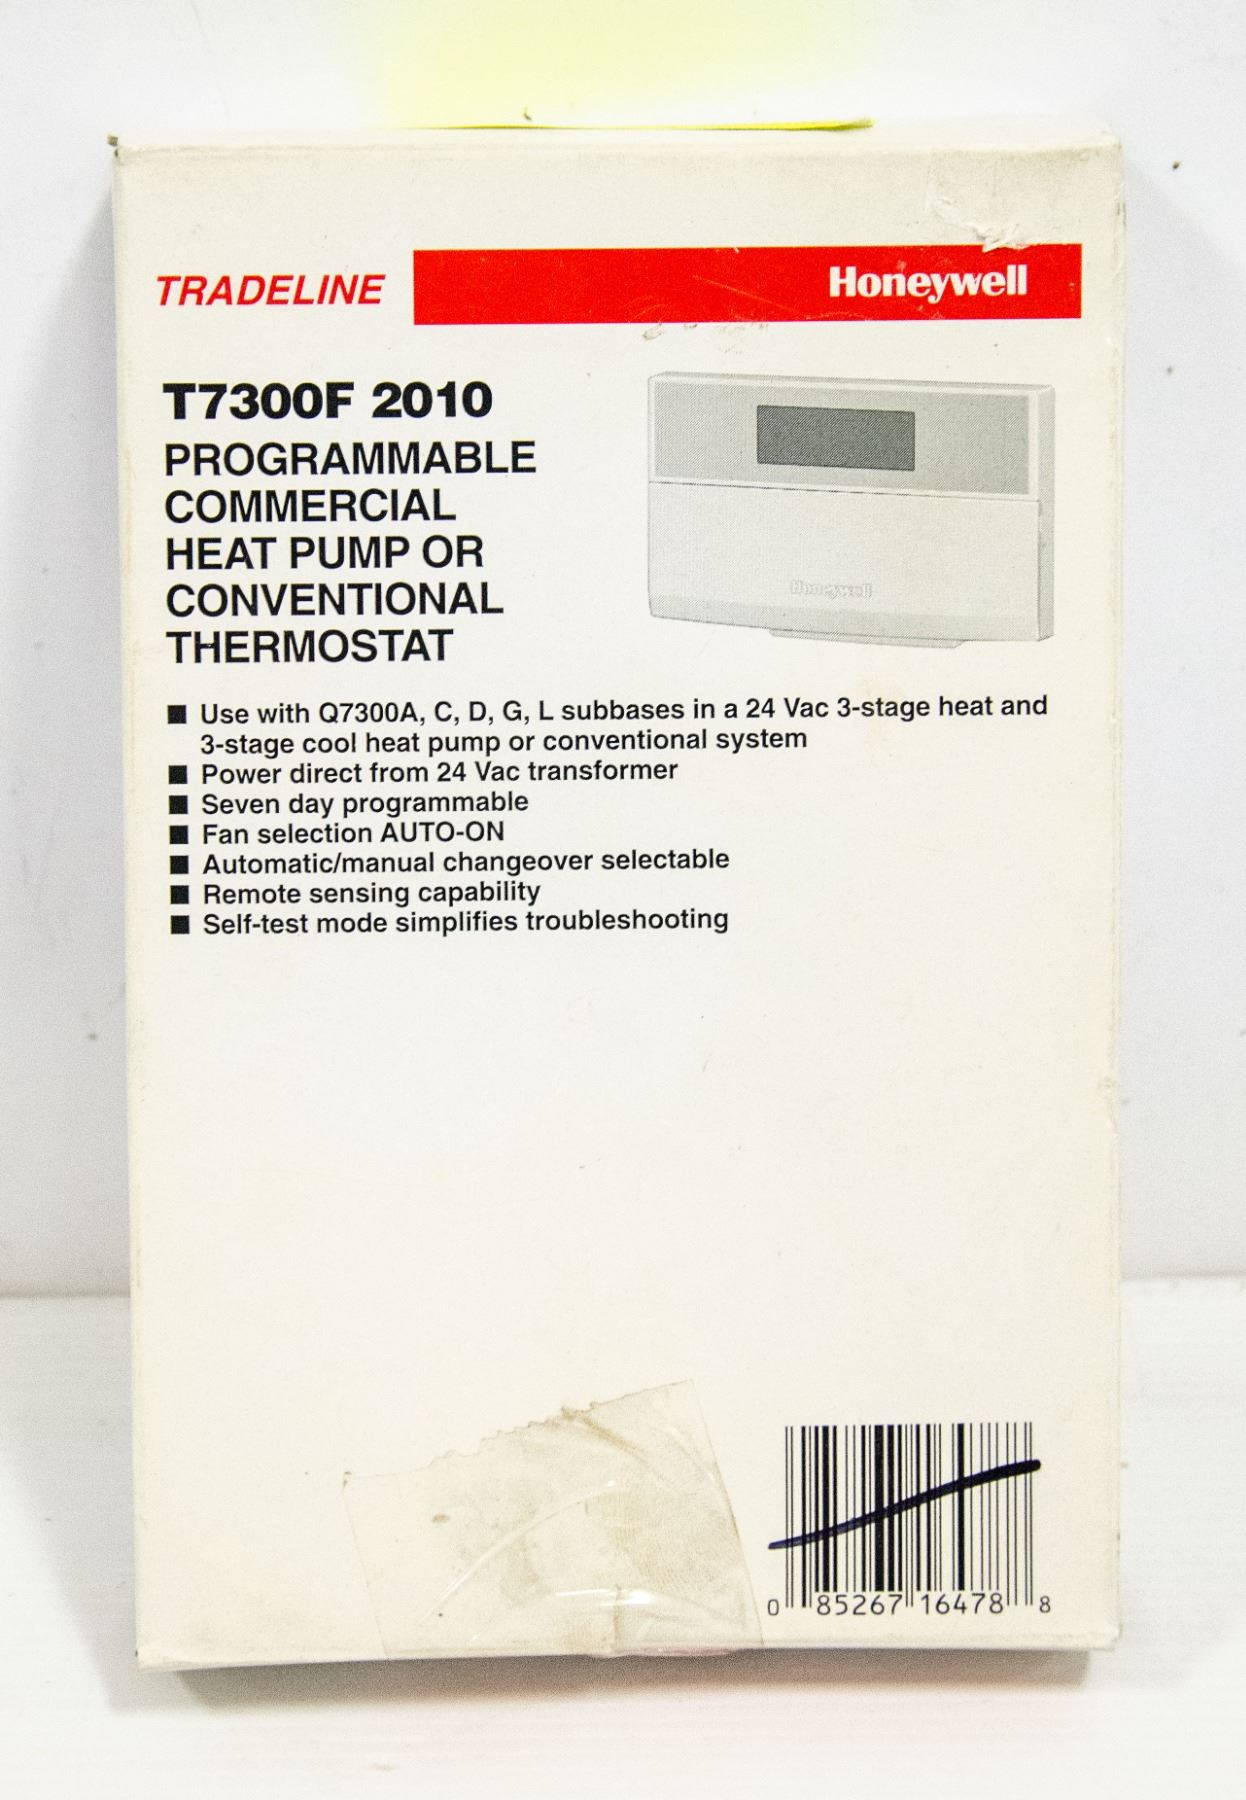 TRADELINE
Honeywell
T7300F 2010
PROGRAMMABLE
COMMERCIAL
HEAT PUMP OR
CONVENTIONAL
THERMOSTAT
Honeywell
■ Use with Q7300A, C, D, G, L subbases in a 24 Vac 3-stage heat and
3-stage cool heat pump or conventional system
■ Power direct from 24 Vac transformer
■ Seven day programmable
■ Fan selection AUTO-ON
■ Automatic/manual changeover selectable
■ Remote sensing capability
■ Self-test mode simplifies troubleshooting
0 85267 16478 8